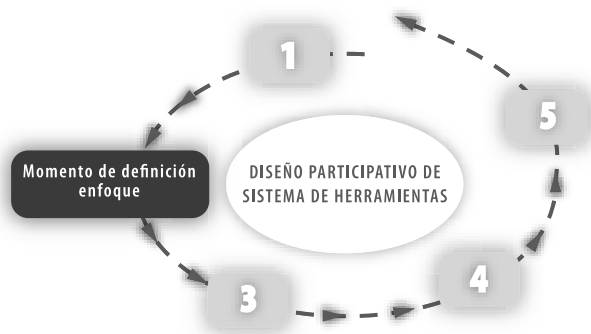 1
Momento de definición
enfoque
DISEÑO PARTICIPATIVO DE
SISTEMA DE HERRAMIENTAS
3
4
5